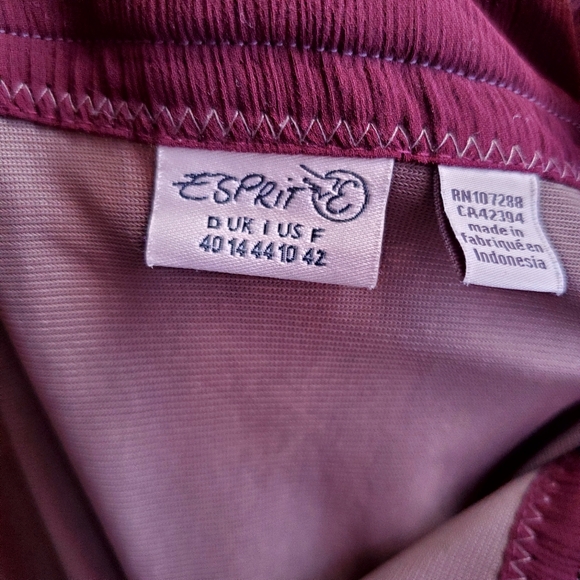 ESPRIT E
D UK I US F
40 14 44 10 42
RN107288
CA42394
made in
fabriqué en
Indonesia